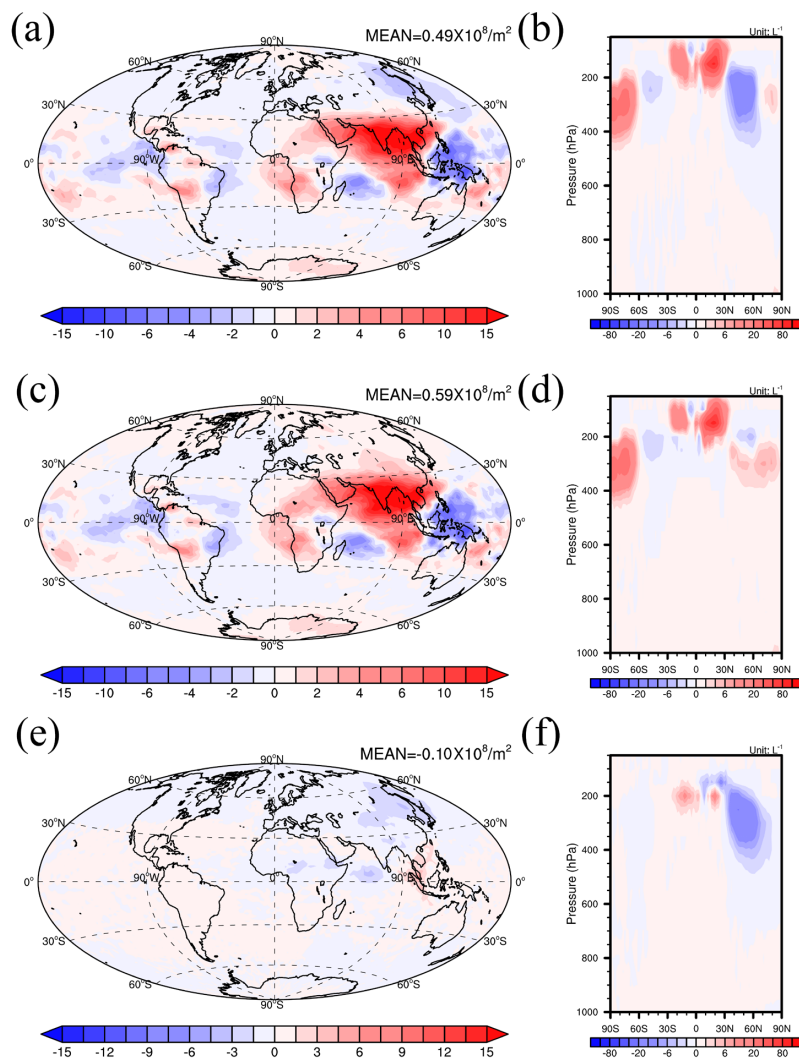 (a)
MEAN=0.49X10⁸/m²
90°N
60°N 60°N
30°N 30°N
0° 90°W 90°E 0°
30°S 30°S
60°S 60°S
90°S
-15 -10 -6 -2 0 2 6 10 15
(b)
Unit: L⁻¹
Pressure (hPa)
200
400
600
800
1000
90S 60S 30S 0 30N 60N 90N
-80 -20 -6 0 6 20 80
(c)
MEAN=0.59X10⁸/m²
90°N
60°N 60°N
30°N 30°N
0° 90°W 90°E 0°
30°S 30°S
60°S 60°S
90°S
-15 -10 -6 -2 0 2 6 10 15
(d)
Unit: L⁻¹
Pressure (hPa)
200
400
600
800
1000
90S 60S 30S 0 30N 60N 90N
-80 -20 -6 0 6 20 80
(e)
MEAN=-0.10X10⁸/m²
90°N
60°N 60°N
30°N 30°N
0° 90°W 90°E 0°
30°S 30°S
60°S 60°S
90°S
-15 -12 -9 -6 -3 0 3 6 9 12 15
(f)
Unit: L⁻¹
Pressure (hPa)
200
400
600
800
1000
90S 60S 30S 0 30N 60N 90N
-80 -20 -6 0 6 20 80